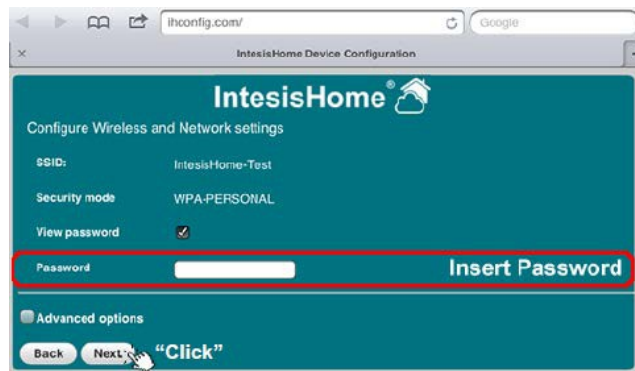 ihconfig.com/
Google
IntesisHome Device Configuration
IntesisHome®
Configure Wireless and Network settings
SSID: IntesisHome-Test
Security mode WPA-PERSONAL
View password
Password Insert Password
Advanced options
Back Next “Click”